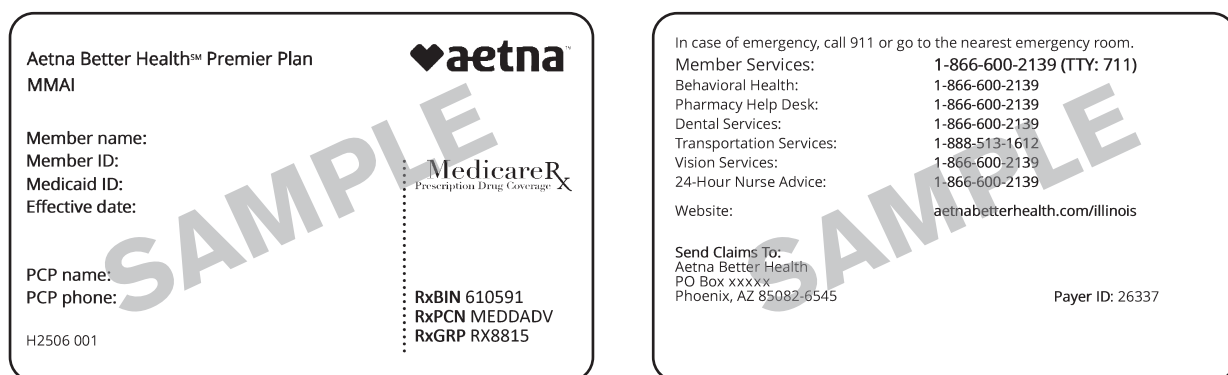 Aetna Better Health℠ Premier Plan
MMAI
aetna™
Member name:
Member ID:
Medicaid ID:
Effective date:
MedicareRx
Prescription Drug Coverage
PCP name:
PCP phone:
RxBIN 610591
RxPCN MEDDADV
RxGRP RX8815
H2506 001
SAMPLE
In case of emergency, call 911 or go to the nearest emergency room.
Member Services: 1-866-600-2139 (TTY: 711)
Behavioral Health: 1-866-600-2139
Pharmacy Help Desk: 1-866-600-2139
Dental Services: 1-866-600-2139
Transportation Services: 1-888-513-1612
Vision Services: 1-866-600-2139
24-Hour Nurse Advice: 1-866-600-2139
Website: aetnabetterhealth.com/illinois
Send Claims To:
Aetna Better Health
PO Box xxxxx
Phoenix, AZ 85082-6545 Payer ID: 26337
SAMPLE